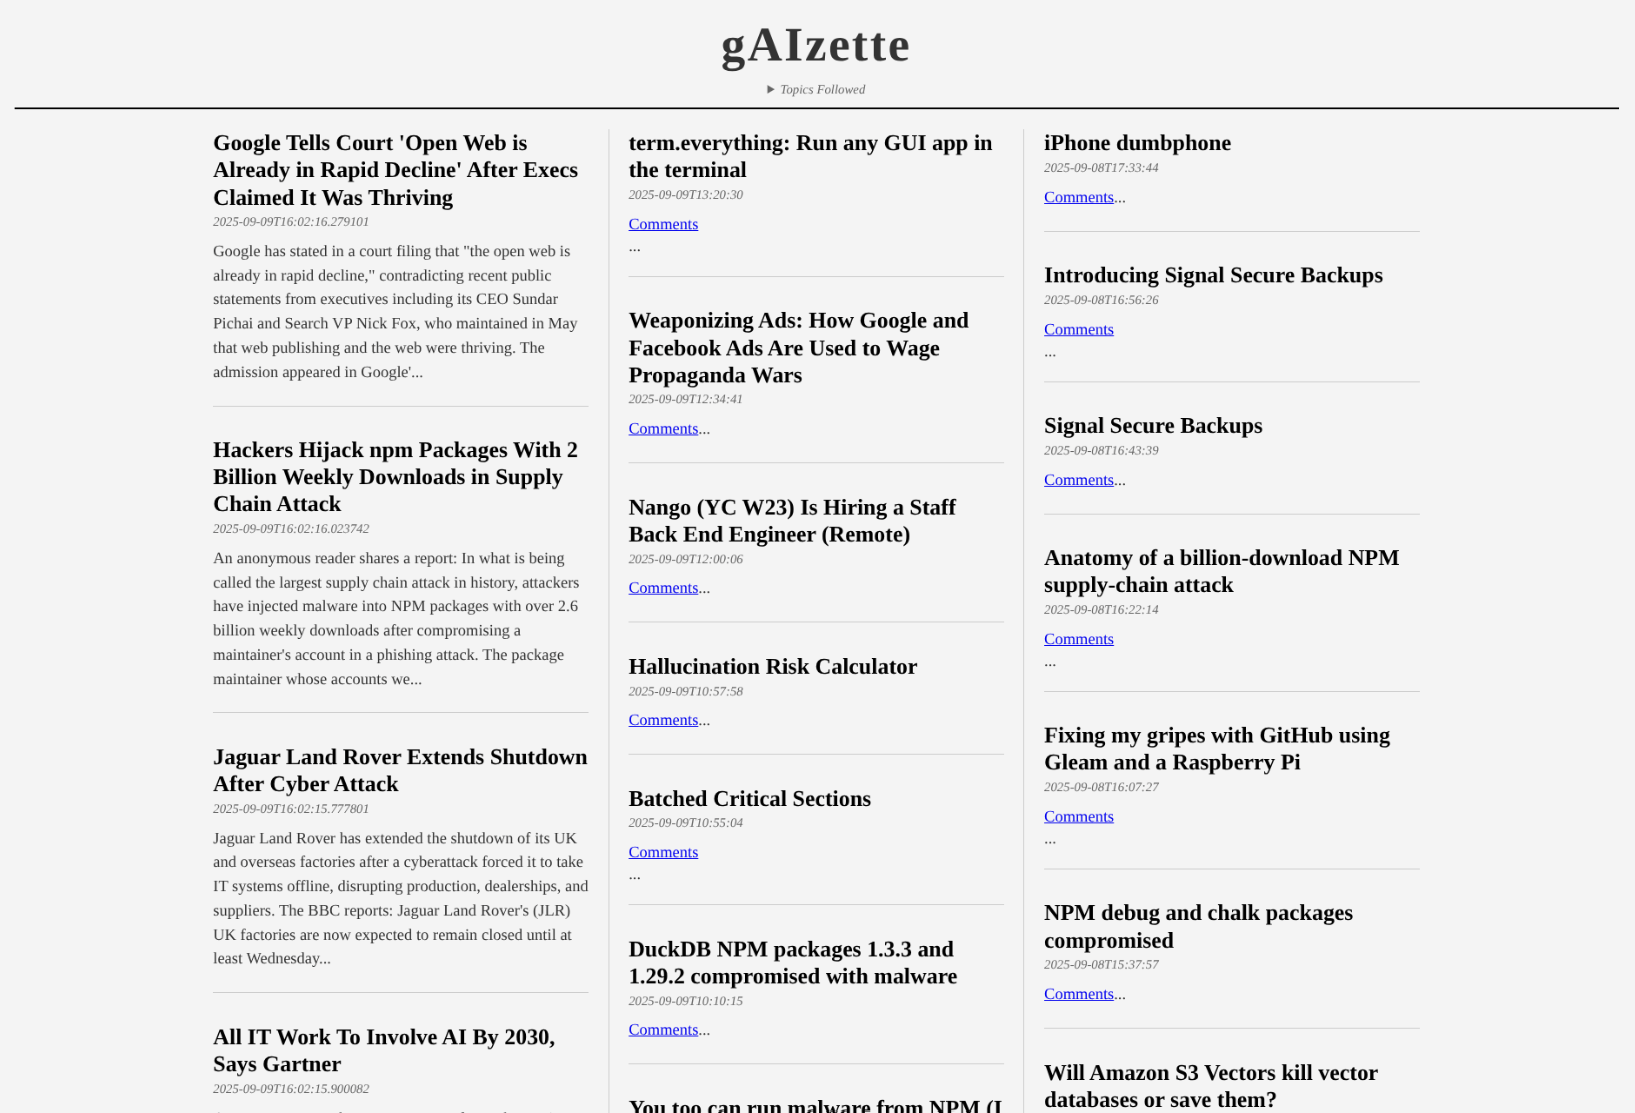 gAIzette
▶ Topics Followed
Google Tells Court 'Open Web is
Already in Rapid Decline' After Execs
Claimed It Was Thriving
2025-09-09T16:02:16.279101
Google has stated in a court filing that "the open web is
already in rapid decline," contradicting recent public
statements from executives including its CEO Sundar
Pichai and Search VP Nick Fox, who maintained in May
that web publishing and the web were thriving. The
admission appeared in Google'...
Hackers Hijack npm Packages With 2
Billion Weekly Downloads in Supply
Chain Attack
2025-09-09T16:02:16.023742
An anonymous reader shares a report: In what is being
called the largest supply chain attack in history, attackers
have injected malware into NPM packages with over 2.6
billion weekly downloads after compromising a
maintainer's account in a phishing attack. The package
maintainer whose accounts we...
Jaguar Land Rover Extends Shutdown
After Cyber Attack
2025-09-09T16:02:15.777801
Jaguar Land Rover has extended the shutdown of its UK
and overseas factories after a cyberattack forced it to take
IT systems offline, disrupting production, dealerships, and
suppliers. The BBC reports: Jaguar Land Rover's (JLR)
UK factories are now expected to remain closed until at
least Wednesday...
All IT Work To Involve AI By 2030,
Says Gartner
2025-09-09T16:02:15.900082
term.everything: Run any GUI app in
the terminal
2025-09-09T13:20:30
Comments
...
Weaponizing Ads: How Google and
Facebook Ads Are Used to Wage
Propaganda Wars
2025-09-09T12:34:41
Comments...
Nango (YC W23) Is Hiring a Staff
Back End Engineer (Remote)
2025-09-09T12:00:06
Comments...
Hallucination Risk Calculator
2025-09-09T10:57:58
Comments...
Batched Critical Sections
2025-09-09T10:55:04
Comments
...
DuckDB NPM packages 1.3.3 and
1.29.2 compromised with malware
2025-09-09T10:10:15
Comments...
You too can run malware from NPM (I
iPhone dumbphone
2025-09-08T17:33:44
Comments...
Introducing Signal Secure Backups
2025-09-08T16:56:26
Comments
...
Signal Secure Backups
2025-09-08T16:43:39
Comments...
Anatomy of a billion-download NPM
supply-chain attack
2025-09-08T16:22:14
Comments
...
Fixing my gripes with GitHub using
Gleam and a Raspberry Pi
2025-09-08T16:07:27
Comments
...
NPM debug and chalk packages
compromised
2025-09-08T15:37:57
Comments...
Will Amazon S3 Vectors kill vector
databases or save them?